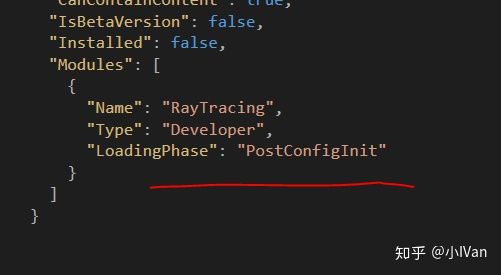 "CanContainContent": true,
"IsBetaVersion": false,
"Installed": false,
"Modules": [
{
"Name": "RayTracing",
"Type": "Developer",
"LoadingPhase": "PostConfigInit"
}
]
}
知乎 @小IVan